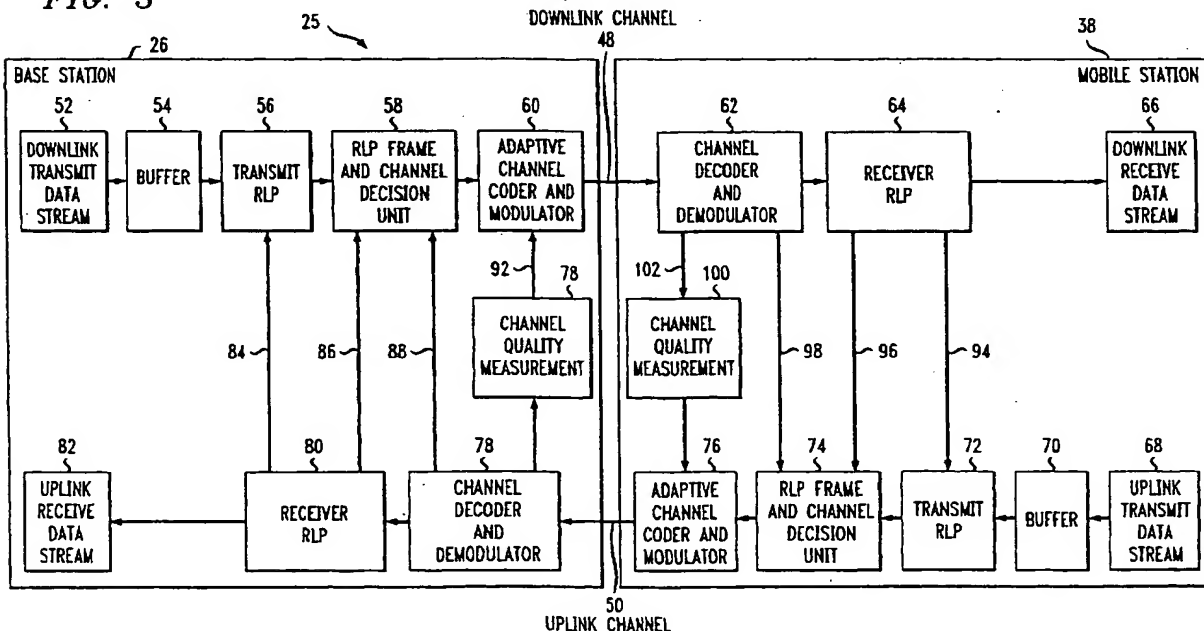 FIG. 3
DOWNLINK CHANNEL
25
48
26
38
BASE STATION
MOBILE STATION
52
54
56
58
60
62
64
66
DOWNLINK
TRANSMIT
DATA
STREAM
BUFFER
TRANSMIT
RLP
RLP FRAME
AND CHANNEL
DECISION
UNIT
ADAPTIVE
CHANNEL
CODER AND
MODULATOR
CHANNEL
DECODER
AND
DEMODULATOR
RECEIVER
RLP
DOWNLINK
RECEIVE
DATA
STREAM
92
78
102
100
CHANNEL
QUALITY
MEASUREMENT
CHANNEL
QUALITY
MEASUREMENT
84
86
88
98
96
94
82
80
78
76
74
72
70
68
UPLINK
RECEIVE
DATA
STREAM
RECEIVER
RLP
CHANNEL
DECODER
AND
DEMODULATOR
ADAPTIVE
CHANNEL
CODER AND
MODULATOR
RLP FRAME
AND CHANNEL
DECISION
UNIT
TRANSMIT
RLP
BUFFER
UPLINK
TRANSMIT
DATA
STREAM
50
UPLINK CHANNEL